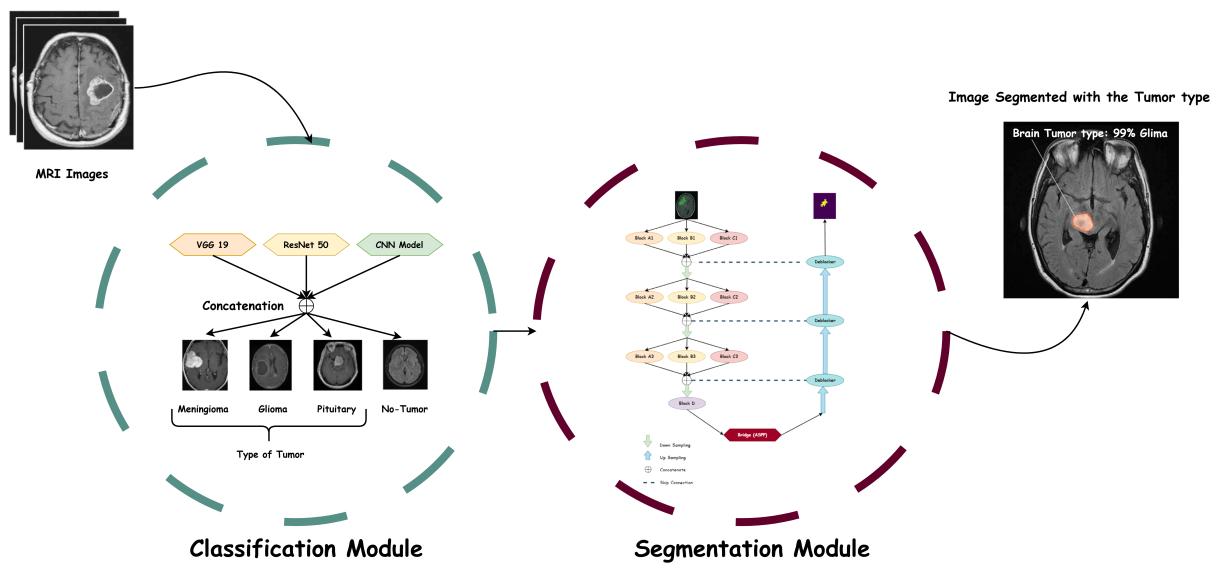 MRI Images
Image Segmented with the Tumor type
Brain Tumor type: 99% Glima
VGG 19
ResNet 50
CNN Model
Concatenation
Meningioma
Glioma
Pituitary
No-Tumor
Type of Tumor
Classification Module
Block A1
Block B1
Block C1
Deblocker
Block A2
Block B2
Block C2
Deblocker
Block A3
Block B3
Block C3
Deblocker
Block D
Bridge (ASPP)
Down Sampling
Up Sampling
Concatenate
Skip Connection
Segmentation Module